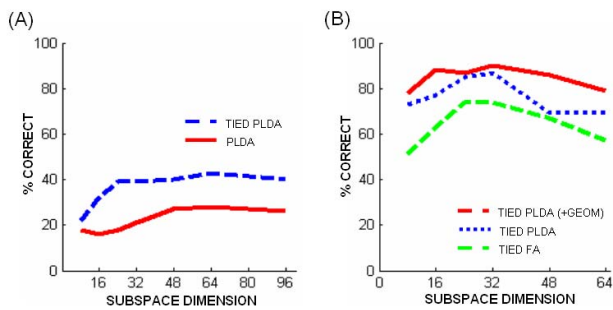 (A)
100
80
60
40
20
0
% CORRECT
TIED PLDA
PLDA
16 32 48 64 80 96
SUBSPACE DIMENSION
(B)
100
80
60
40
20
0
% CORRECT
TIED PLDA (+GEOM)
TIED PLDA
TIED FA
0 16 32 48 64
SUBSPACE DIMENSION